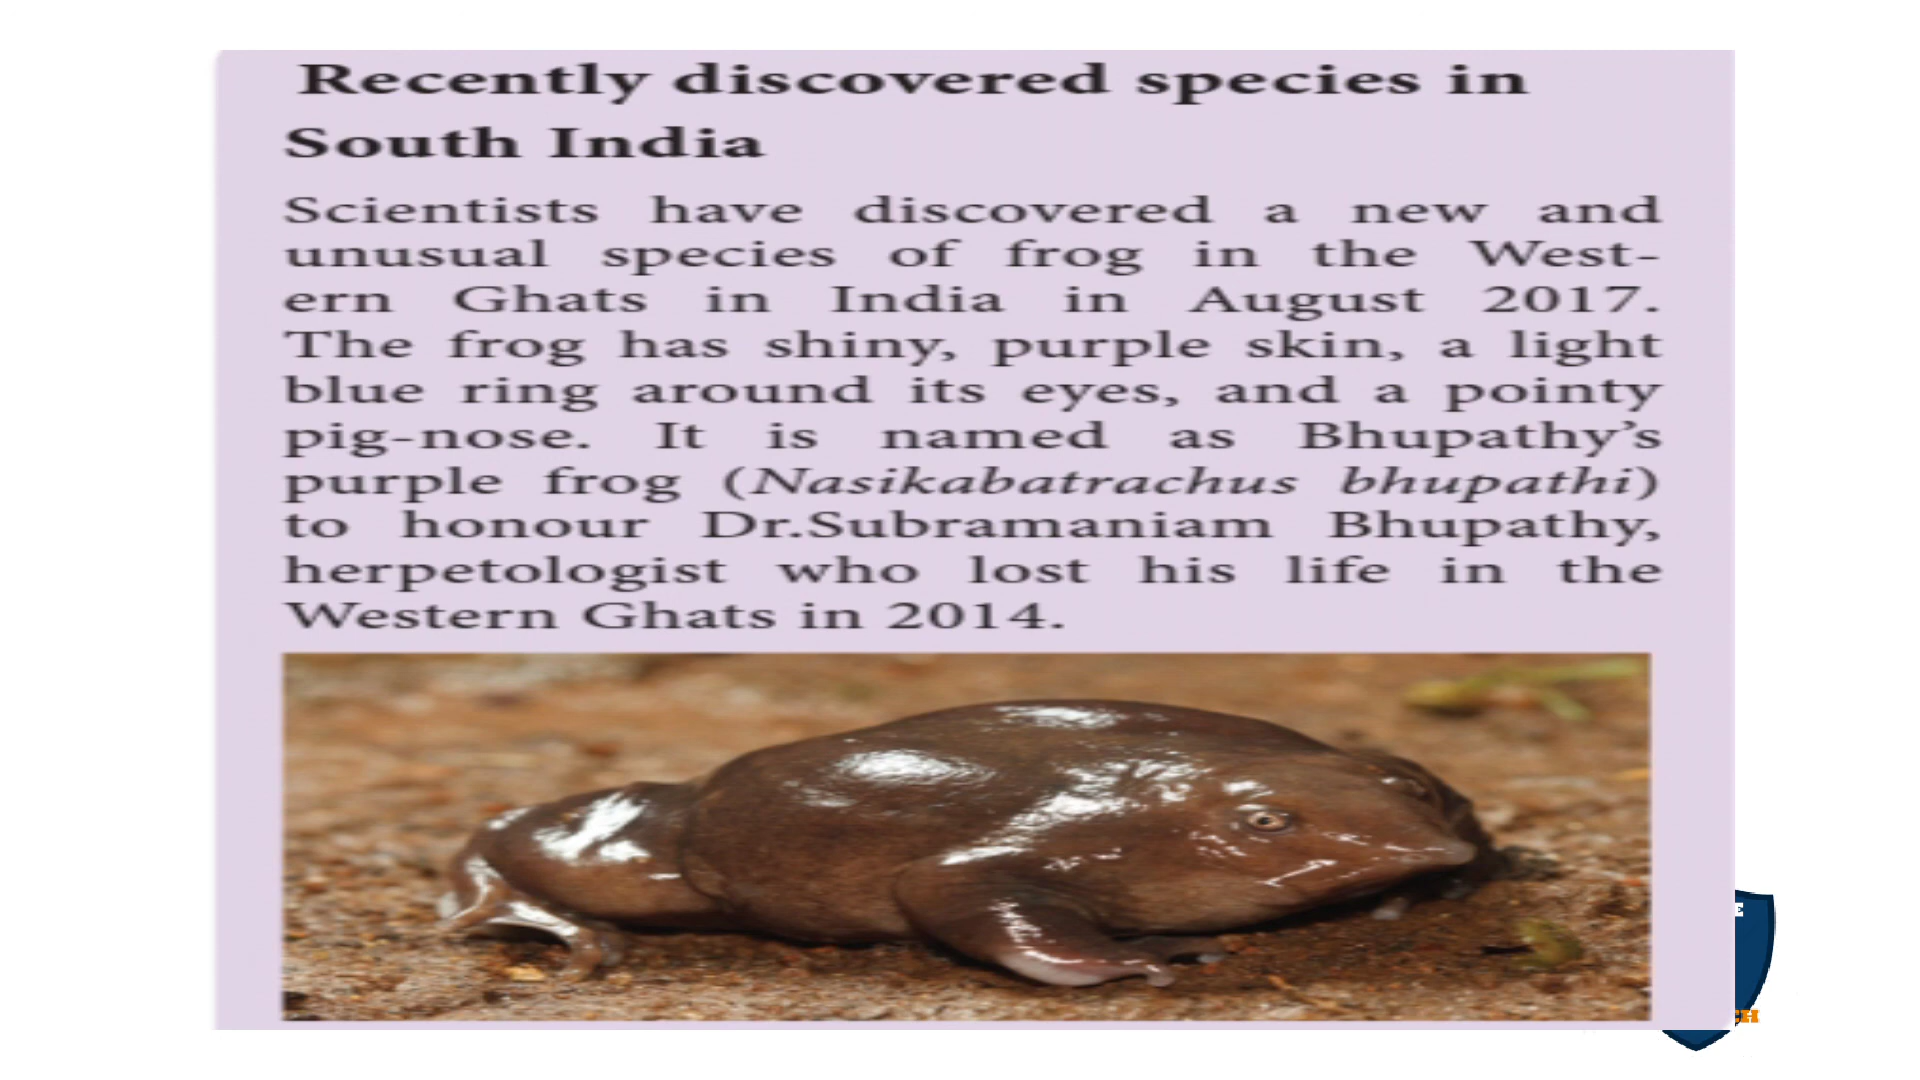 Recently discovered species in
South India
Scientists have discovered a new and
unusual species of frog in the West-
ern Ghats in India in August 2017.
The frog has shiny, purple skin, a light
blue ring around its eyes, and a pointy
pig-nose. It is named as Bhupathy’s
purple frog (Nasikabatrachus bhupathi)
to honour Dr.Subramaniam Bhupathy,
herpetologist who lost his life in the
Western Ghats in 2014.